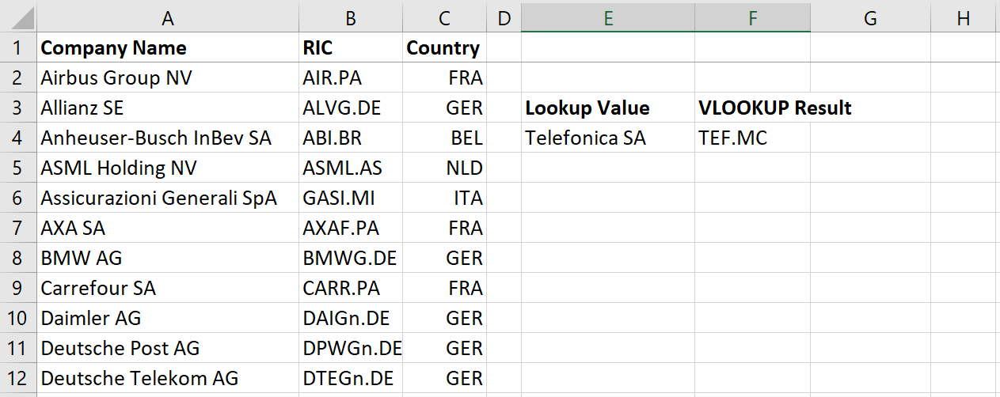 A B C D E F G H
1 Company Name RIC Country
2 Airbus Group NV AIR.PA FRA
3 Allianz SE ALVG.DE GER Lookup Value VLOOKUP Result
4 Anheuser-Busch InBev SA ABI.BR BEL Telefonica SA TEF.MC
5 ASML Holding NV ASML.AS NLD
6 Assicurazioni Generali SpA GASI.MI ITA
7 AXA SA AXAF.PA FRA
8 BMW AG BMWG.DE GER
9 Carrefour SA CARR.PA FRA
10 Daimler AG DAIGn.DE GER
11 Deutsche Post AG DPWGn.DE GER
12 Deutsche Telekom AG DTEGn.DE GER